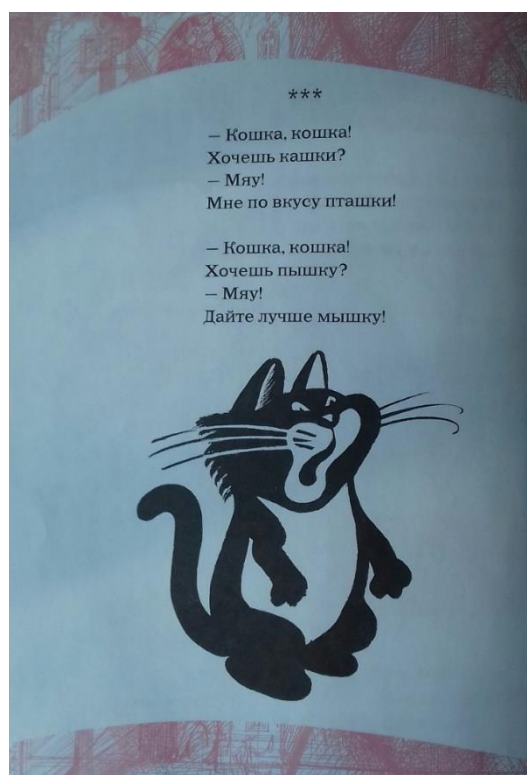 ***
— Кошка, кошка!
Хочешь кашки?
— Мяу!
Мне по вкусу пташки!
— Кошка, кошка!
Хочешь пышку?
— Мяу!
Дайте лучше мышку!